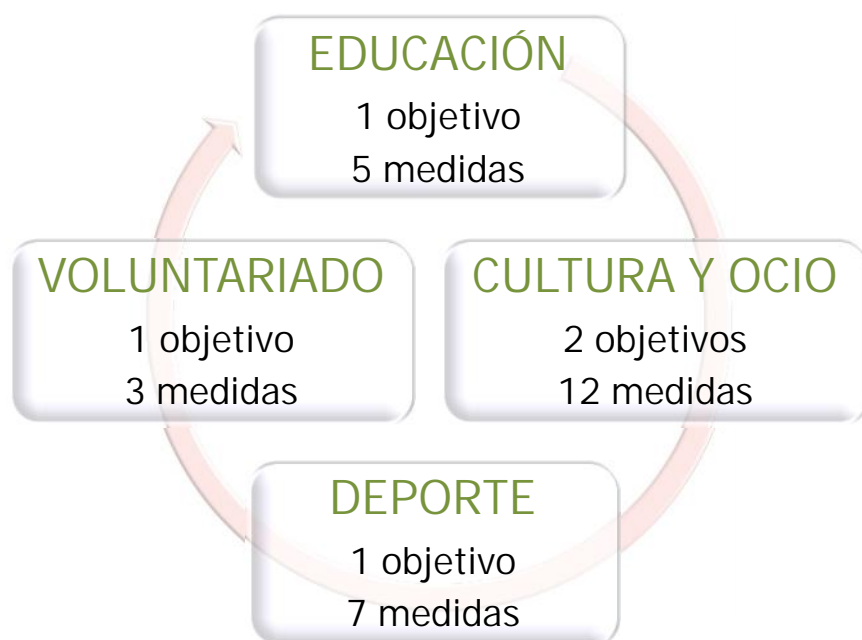 EDUCACIÓN
1 objetivo
5 medidas
VOLUNTARIADO
1 objetivo
3 medidas
CULTURA Y OCIO
2 objetivos
12 medidas
DEPORTE
1 objetivo
7 medidas